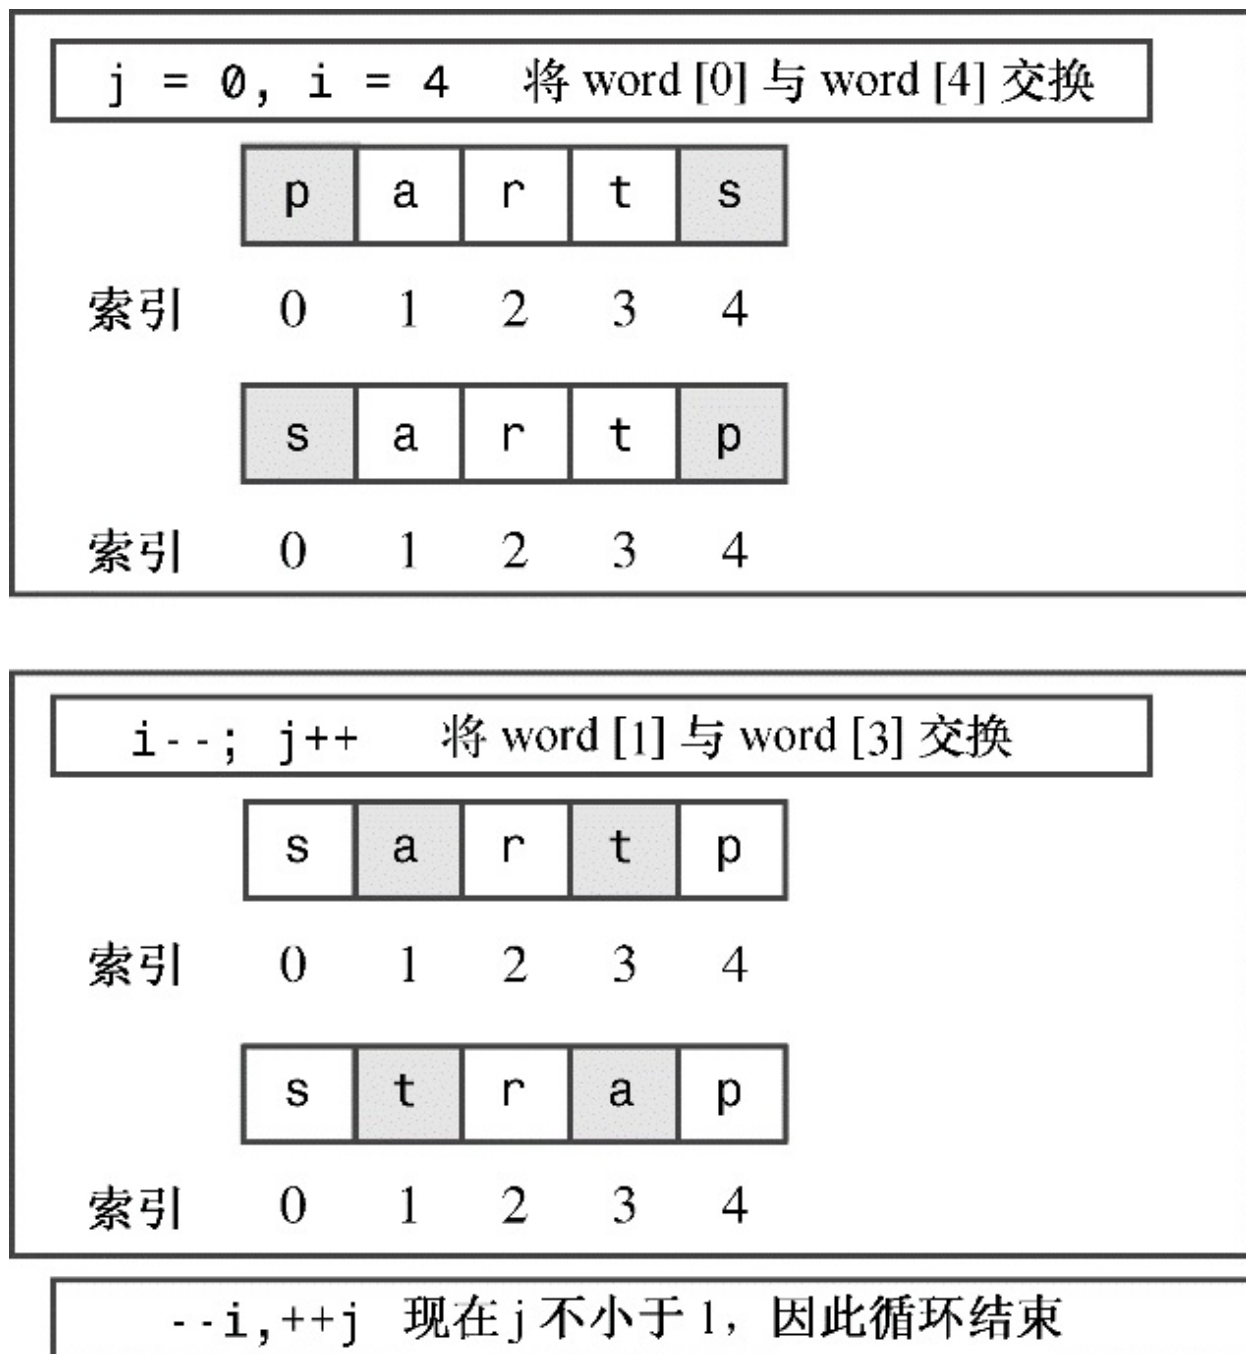 j = 0, i = 4 将 word [0] 与 word [4] 交换
p a r t s
索引 0 1 2 3 4
s a r t p
索引 0 1 2 3 4
i--; j++ 将 word [1] 与 word [3] 交换
s a r t p
索引 0 1 2 3 4
s t r a p
索引 0 1 2 3 4
--i,++j 现在 j 不小于 1，因此循环结束